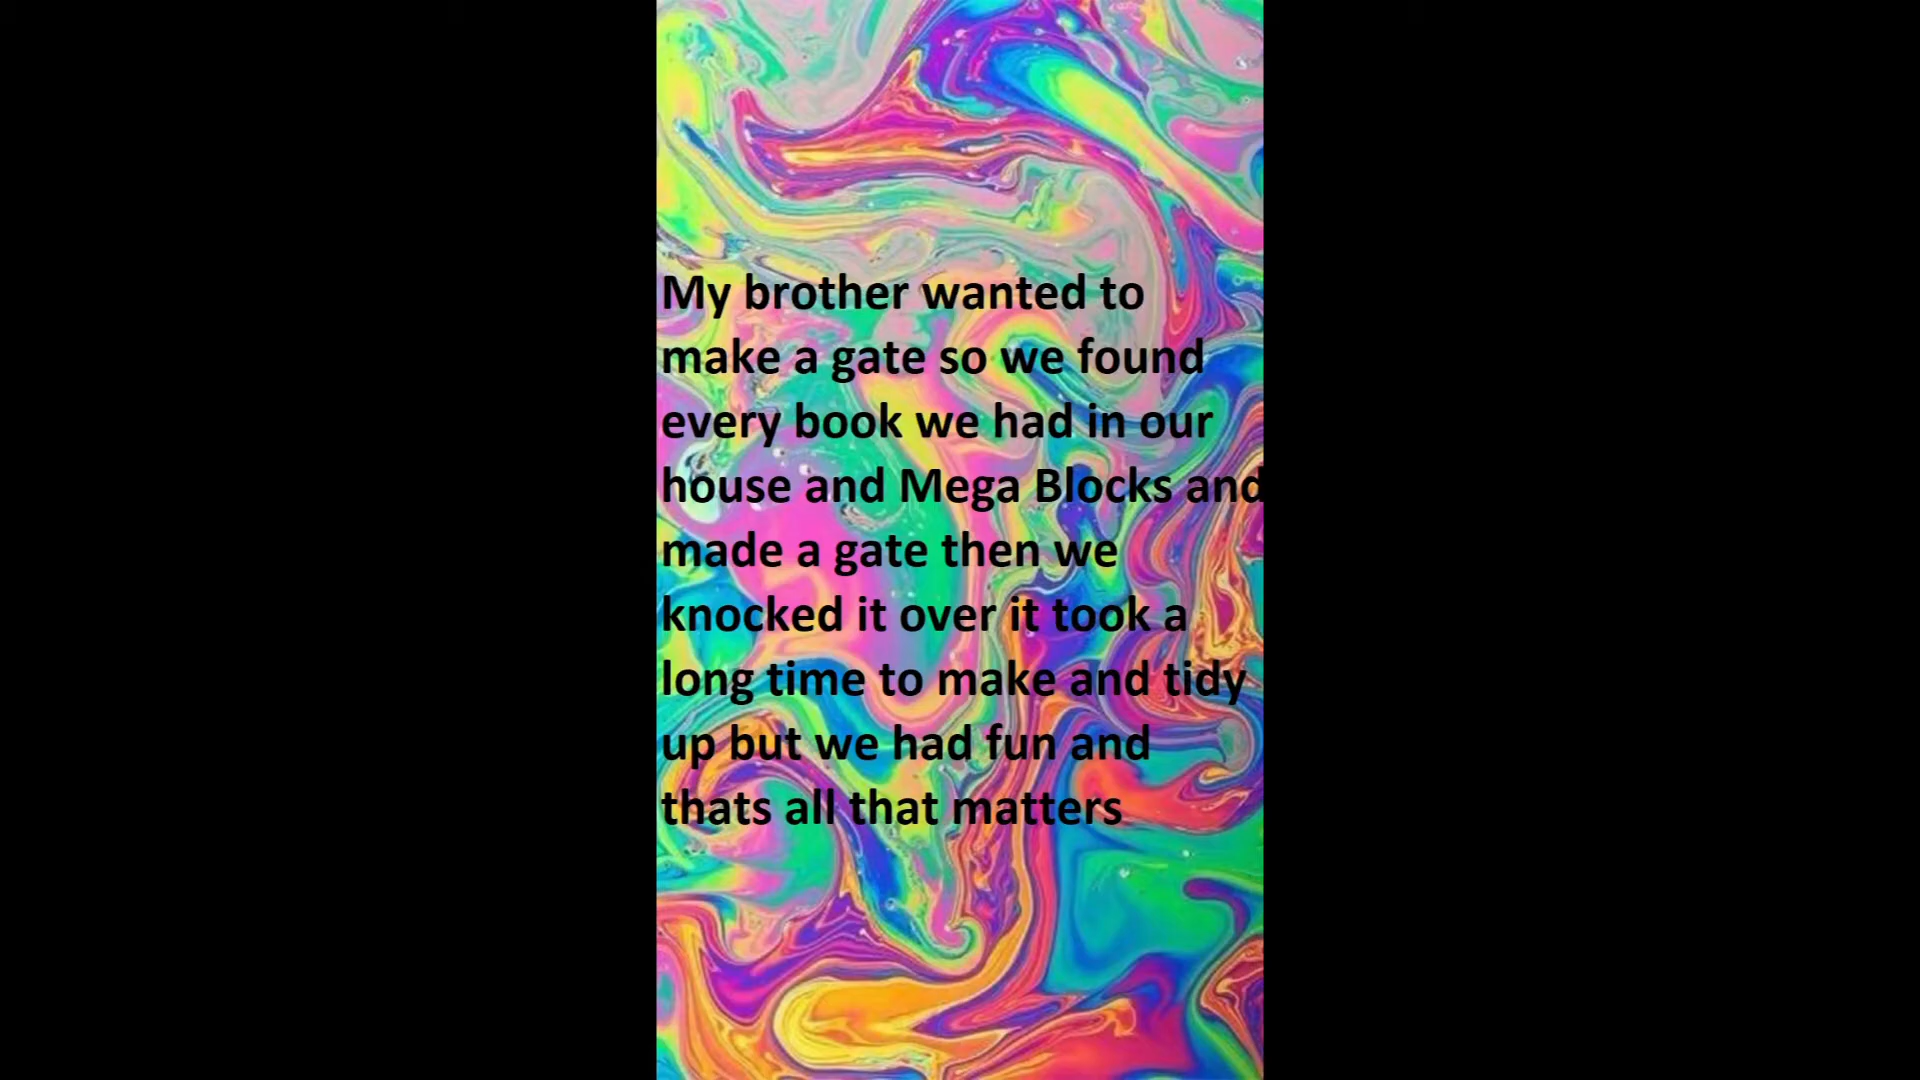 My brother wanted to
make a gate so we found
every book we had in our
house and Mega Blocks and
made a gate then we
knocked it over it took a
long time to make and tidy
up but we had fun and
thats all that matters